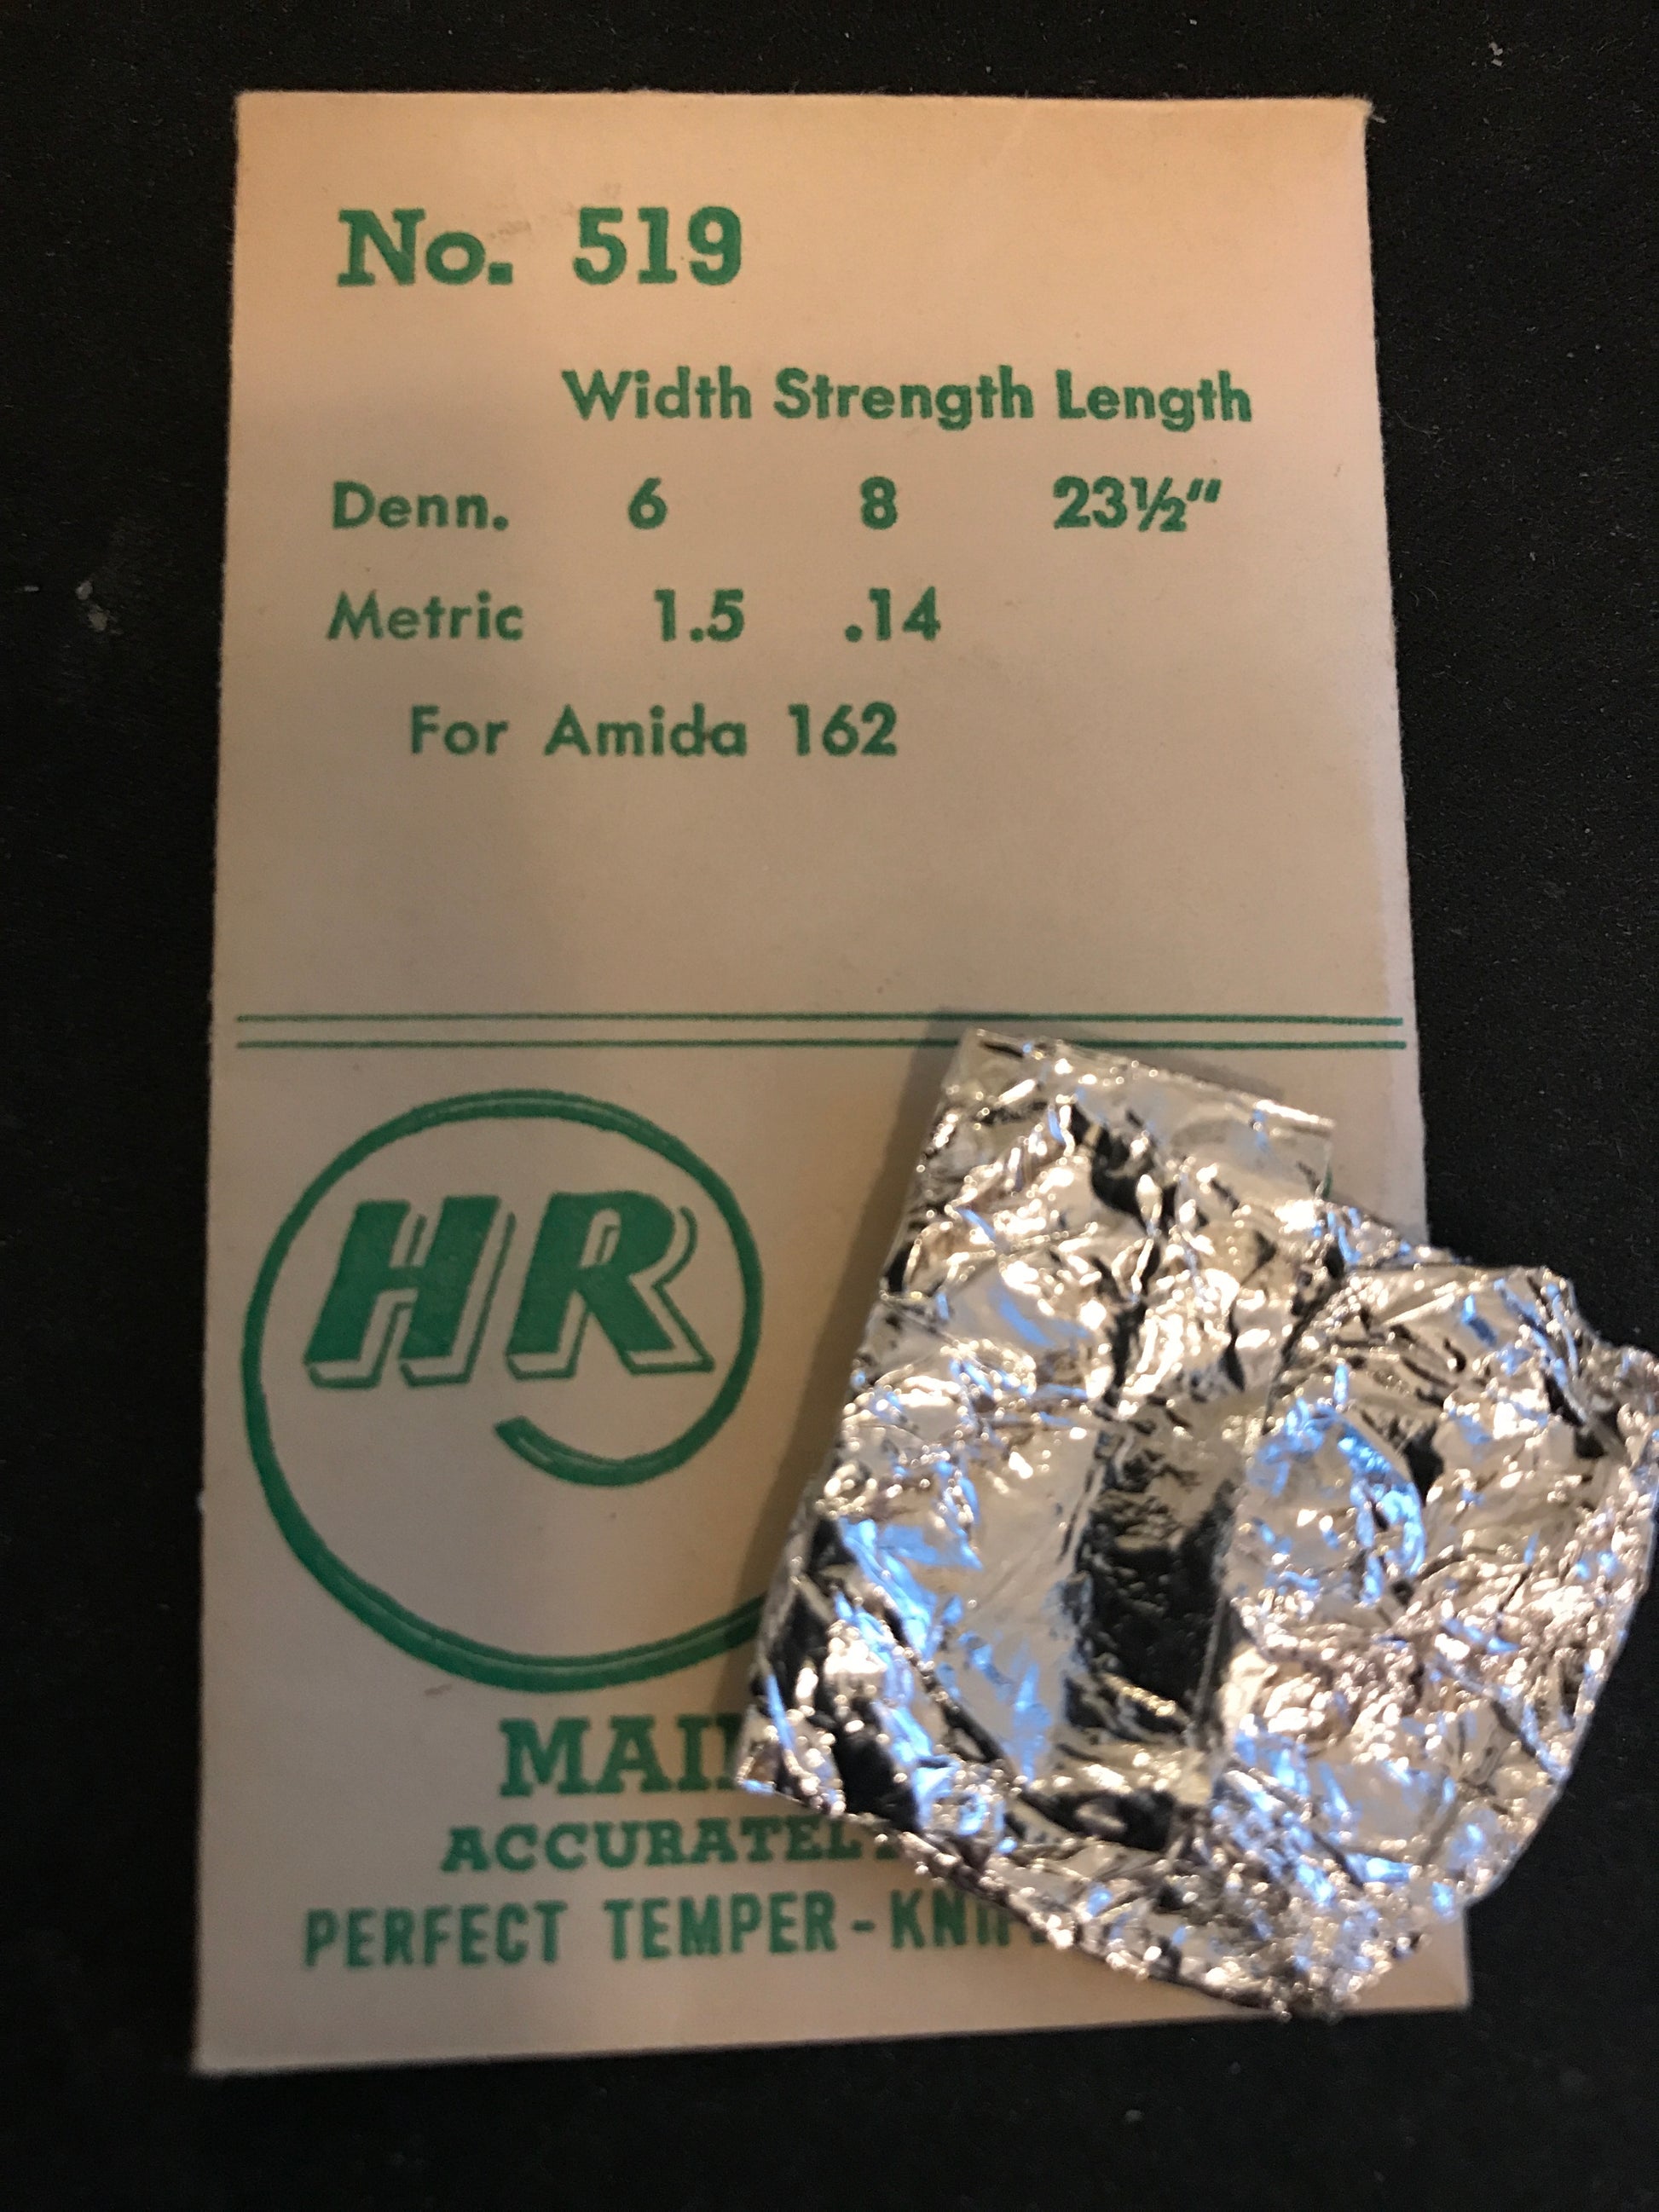 No. 519
Width Strength Length
Denn. 6 8 23½"
Metric 1.5 .14
For Amida 162
HR
PERFECT TEMPER-